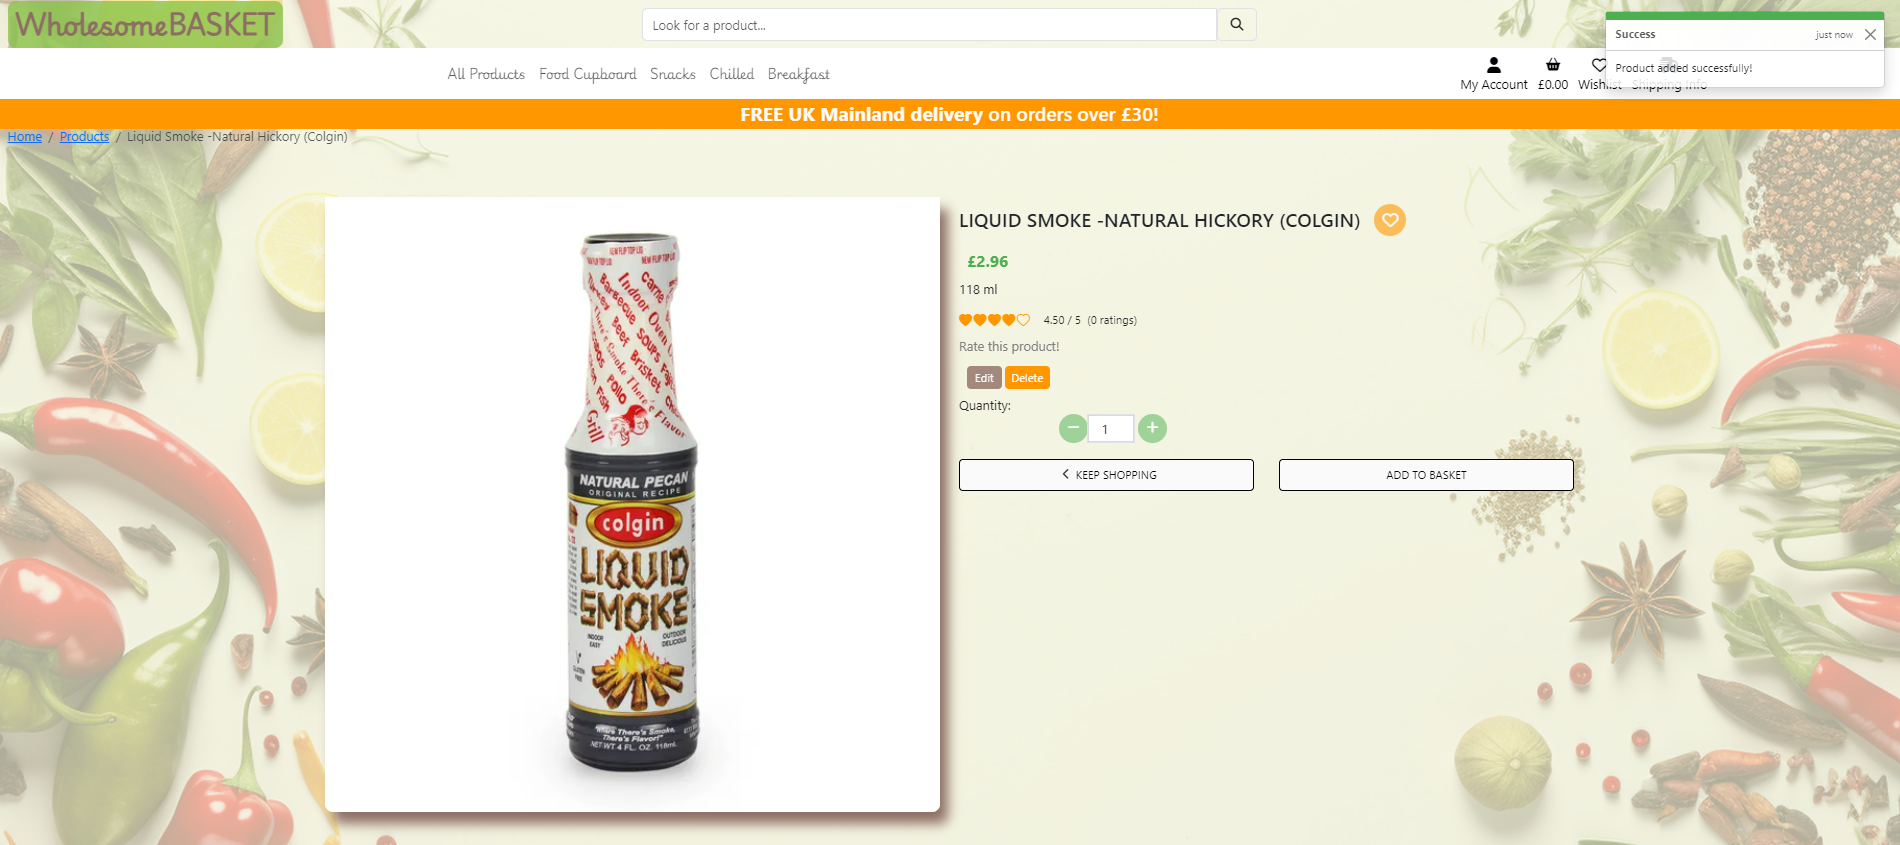 WholesomeBASKET
Look for a product...
Success just now
Product added successfully!
All Products Food Cupboard Snacks Chilled Breakfast
My Account £0.00 Wishlist Shipping Info
FREE UK Mainland delivery on orders over £30!
Home / Products / Liquid Smoke -Natural Hickory (Colgin)
LIQUID SMOKE -NATURAL HICKORY (COLGIN)
£2.96
118 ml
4.50 / 5 (0 ratings)
Rate this product!
Edit Delete
Quantity:
1
KEEP SHOPPING
ADD TO BASKET
NEW FLIP TOP LID
Carne
Indoor Oven
Barbecue Soups
Turkey Beef Brisket
There's Smoke There's Flavor
Pollo
Fish
Grill
NATURAL PECAN
ORIGINAL RECIPE
colgin
LIQUID
SMOKE
INDOOR
EASY
OUTDOOR
DELICIOUS
GLUTEN
FREE
"Where There's Smoke,
There's Flavor!"
NET WT 4 FL. OZ. 118mL